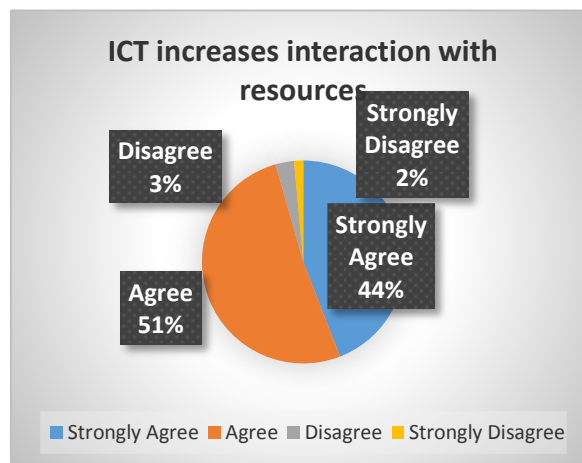 ICT increases interaction with
resources
Strongly
Disagree
2%
Disagree
3%
Strongly
Agree
44%
Agree
51%
Strongly Agree Agree Disagree Strongly Disagree